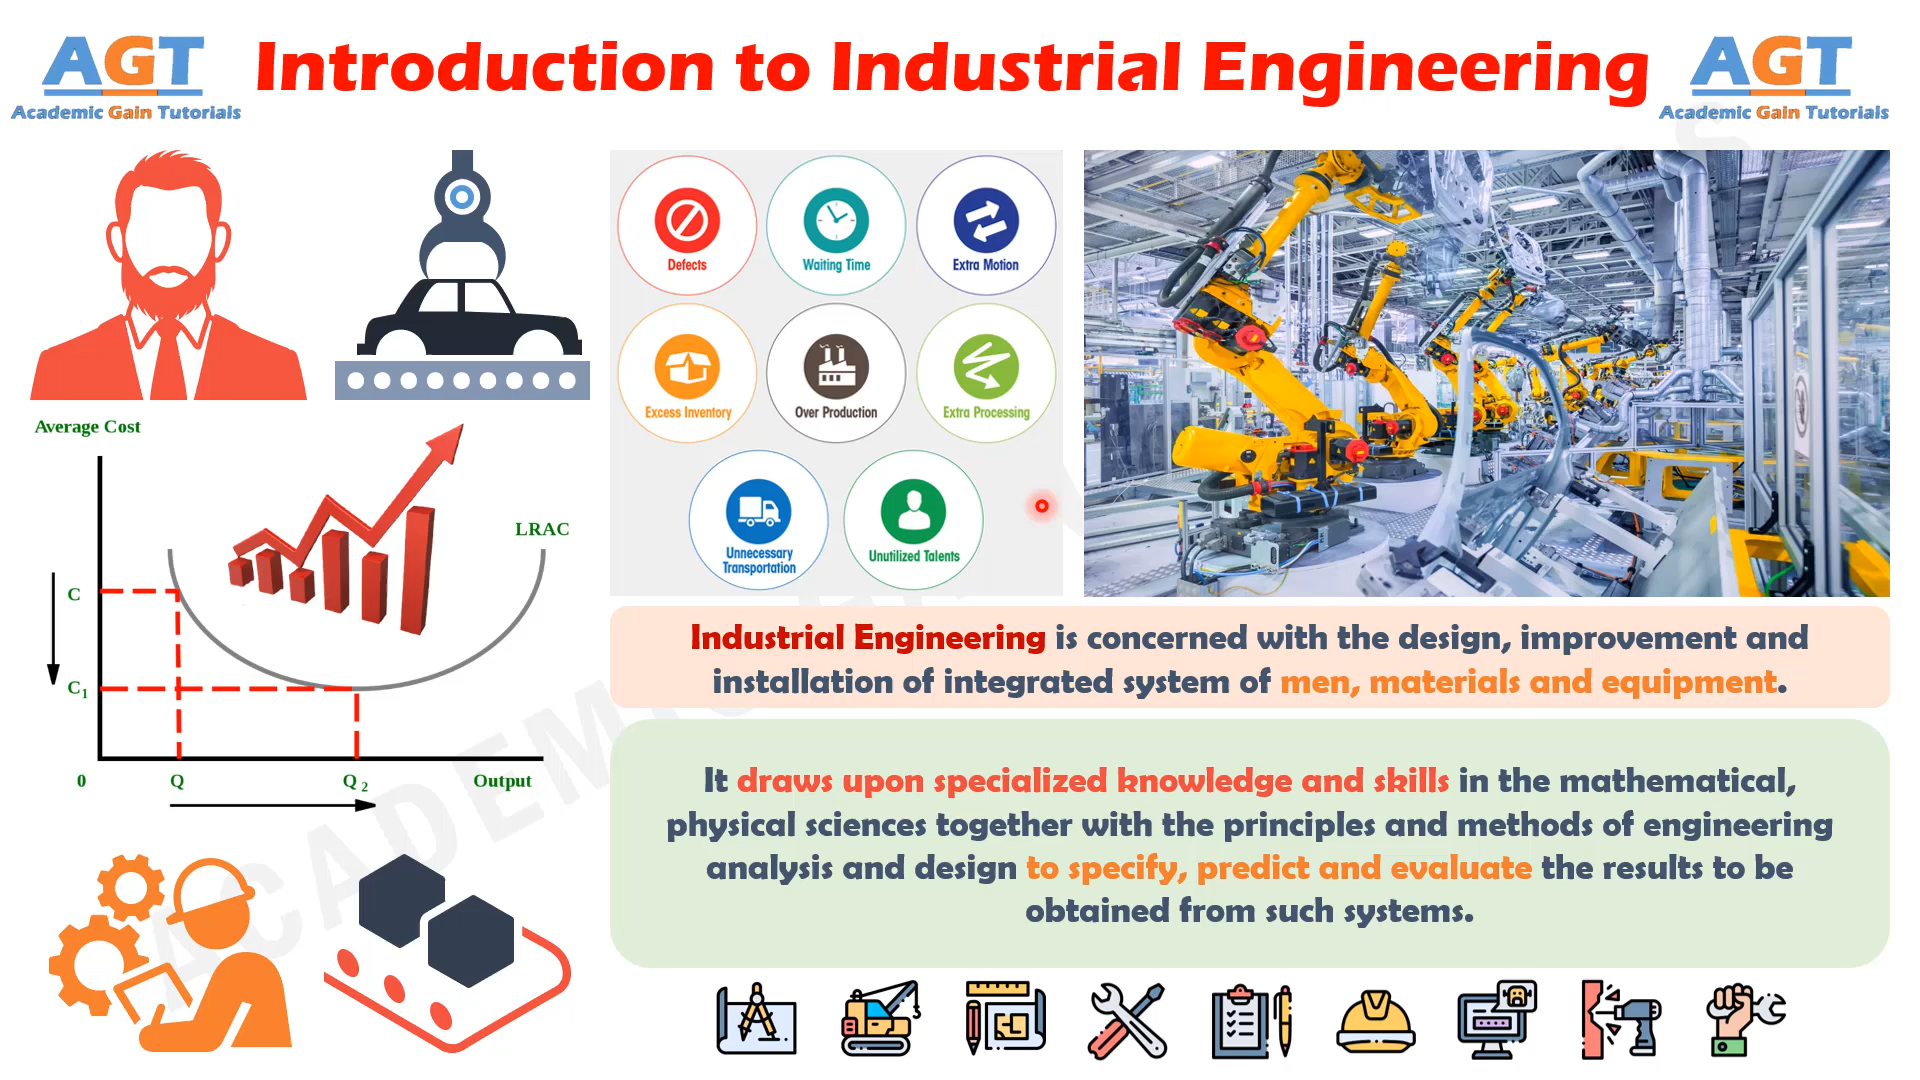 AGT
Academic Gain Tutorials
Introduction to Industrial Engineering
AGT
Academic Gain Tutorials
Defects
Waiting Time
Extra Motion
Excess Inventory
Over Production
Extra Processing
Unnecessary
Transportation
Unutilized Talents
Average Cost
LRAC
C
C1
0
Q
Q2
Output
Industrial Engineering is concerned with the design, improvement and
installation of integrated system of men, materials and equipment.
It draws upon specialized knowledge and skills in the mathematical,
physical sciences together with the principles and methods of engineering
analysis and design to specify, predict and evaluate the results to be
obtained from such systems.